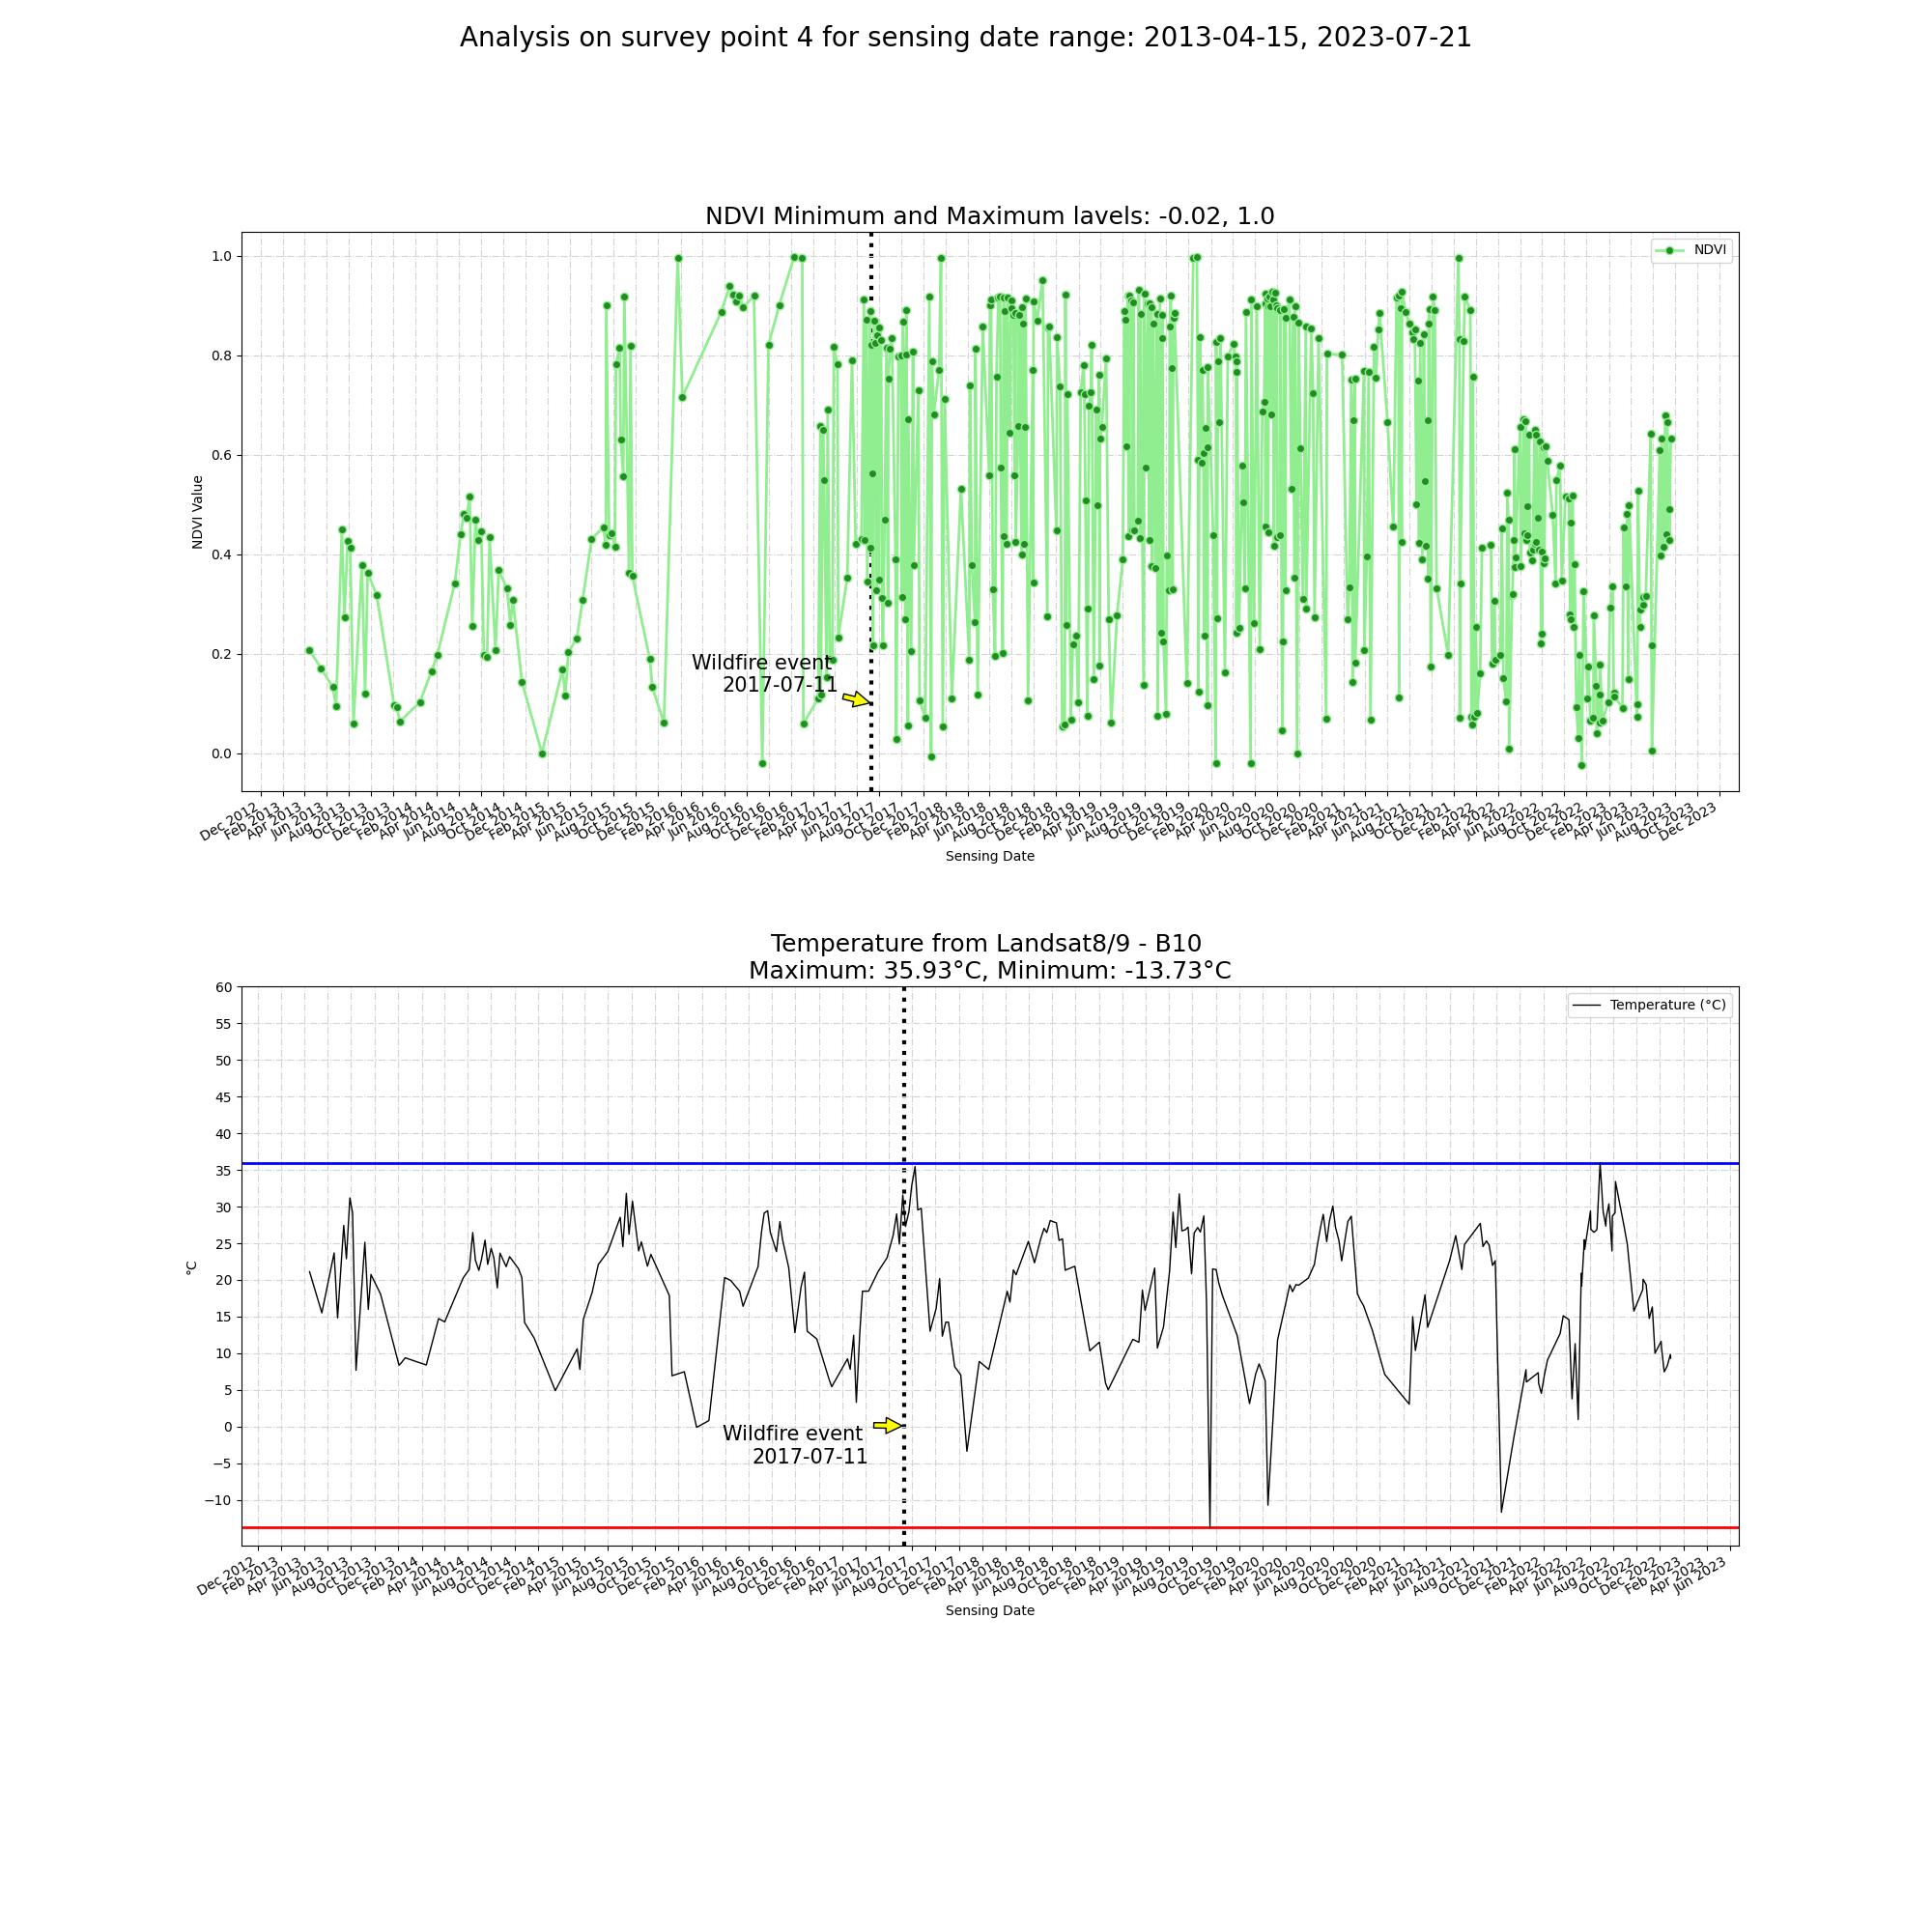 Analysis on survey point 4 for sensing date range: 2013-04-15, 2023-07-21
NDVI Minimum and Maximum lavels: -0.02, 1.0
NDVI
1.0
0.8
0.6
0.4
0.2
0.0
NDVI Value
Wildfire event
2017-07-11
Dec 2012
Feb 2013
Apr 2013
Jun 2013
Aug 2013
Oct 2013
Dec 2013
Feb 2014
Apr 2014
Jun 2014
Aug 2014
Oct 2014
Dec 2014
Feb 2015
Apr 2015
Jun 2015
Aug 2015
Oct 2015
Dec 2015
Feb 2016
Apr 2016
Jun 2016
Aug 2016
Oct 2016
Dec 2016
Feb 2017
Apr 2017
Jun 2017
Aug 2017
Oct 2017
Dec 2017
Feb 2018
Apr 2018
Jun 2018
Aug 2018
Oct 2018
Dec 2018
Feb 2019
Apr 2019
Jun 2019
Aug 2019
Oct 2019
Dec 2019
Feb 2020
Apr 2020
Jun 2020
Aug 2020
Oct 2020
Dec 2020
Feb 2021
Apr 2021
Jun 2021
Aug 2021
Oct 2021
Dec 2021
Feb 2022
Apr 2022
Jun 2022
Aug 2022
Oct 2022
Dec 2022
Feb 2023
Apr 2023
Jun 2023
Aug 2023
Oct 2023
Dec 2023
Sensing Date
Temperature from Landsat8/9 - B10
Maximum: 35.93°C, Minimum: -13.73°C
Temperature (°C)
60
55
50
45
40
35
30
25
20
15
10
5
0
−5
−10
°C
Wildfire event
2017-07-11
Dec 2012
Feb 2013
Apr 2013
Jun 2013
Aug 2013
Oct 2013
Dec 2013
Feb 2014
Apr 2014
Jun 2014
Aug 2014
Oct 2014
Dec 2014
Feb 2015
Apr 2015
Jun 2015
Aug 2015
Oct 2015
Dec 2015
Feb 2016
Apr 2016
Jun 2016
Aug 2016
Oct 2016
Dec 2016
Feb 2017
Apr 2017
Jun 2017
Aug 2017
Oct 2017
Dec 2017
Feb 2018
Apr 2018
Jun 2018
Aug 2018
Oct 2018
Dec 2018
Feb 2019
Apr 2019
Jun 2019
Aug 2019
Oct 2019
Dec 2019
Feb 2020
Apr 2020
Jun 2020
Aug 2020
Oct 2020
Dec 2020
Feb 2021
Apr 2021
Jun 2021
Aug 2021
Oct 2021
Dec 2021
Feb 2022
Apr 2022
Jun 2022
Aug 2022
Oct 2022
Dec 2022
Feb 2023
Apr 2023
Jun 2023
Sensing Date